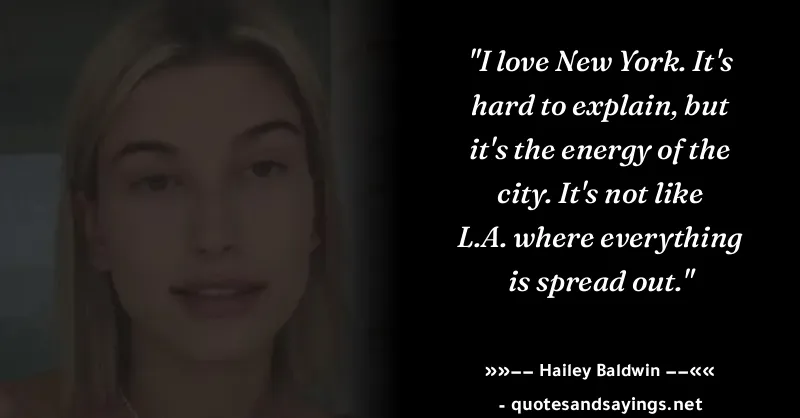 "I love New York. It's
hard to explain, but
it's the energy of the
city. It's not like
L.A. where everything
is spread out."
»»–– Hailey Baldwin ––««
- quotesandsayings.net